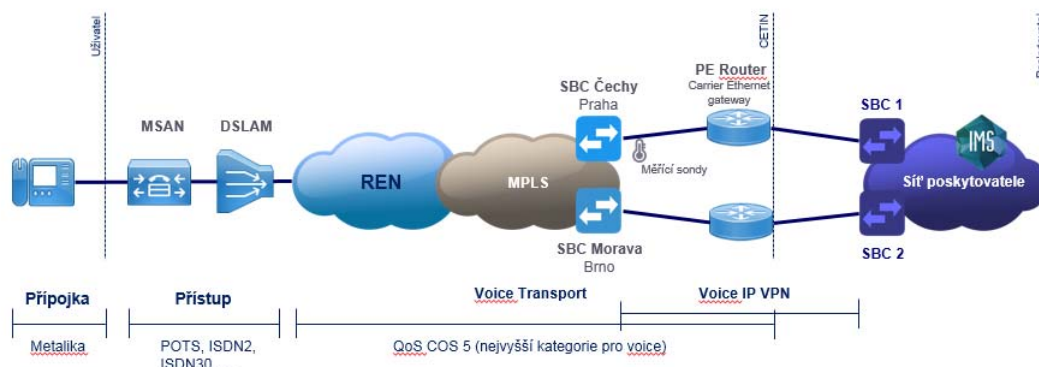 Uživatel
CETIN
MSAN
DSLAM
REN
MPLS
SBC Čechy
Praha
PE Router
Carrier Ethernet
gateway
Měřící sondy
SBC 1
IMS
Síť poskytovatele
SBC Morava
Brno
SBC 2
Přípojka
Přístup
Voice Transport
Voice IP VPN
Metalika
POTS, ISDN2,
ISDN30
QoS COS 5 (nejvyšší kategorie pro voice)